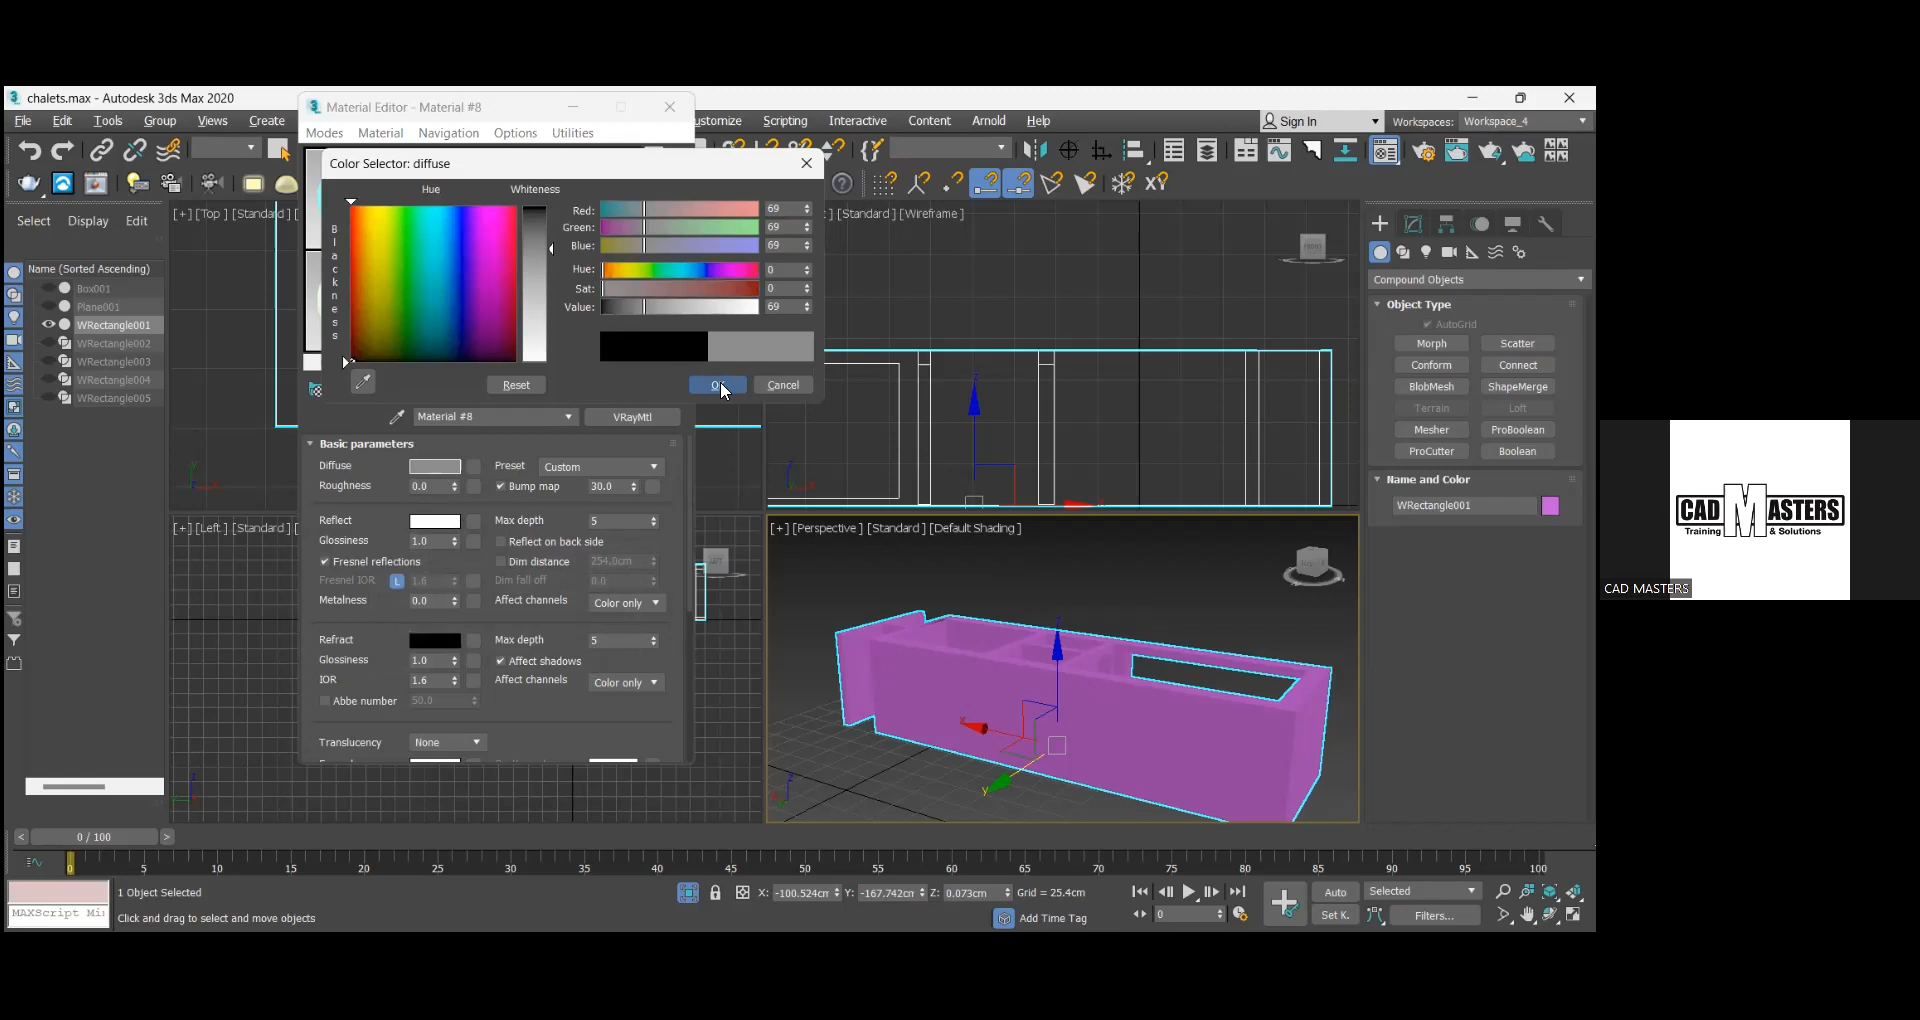 chalets.max - Autodesk 3ds Max 2020
Material Editor - Material #8
File Edit Tools Group Views Create
Modes Material Navigation Options Utilities
ustomize Scripting Interactive Content Arnold Help
Sign In
Workspaces: Workspace_4
Color Selector: diffuse
Hue
Whiteness
Blackness
Red: 69
Green: 69
Blue: 69
Hue: 0
Sat: 0
Value: 69
Reset
Cancel
XY
Select Display Edit
[+] [Top ] [Standard ] [
[Standard ] [Wireframe ]
FRONT
Name (Sorted Ascending)
Box001
Plane001
WRectangle001
WRectangle002
WRectangle003
WRectangle004
WRectangle005
Material #8
VRayMtl
Basic parameters
Diffuse
Preset Custom
Roughness 0.0
Bump map 30.0
Reflect
Max depth 5
Glossiness 1.0
Reflect on back side
Fresnel reflections
Dim distance 254.0cm
Fresnel IOR L 1.6
Dim fall off 0.0
Metalness 0.0
Affect channels Color only
Refract
Max depth 5
Glossiness 1.0
Affect shadows
IOR 1.6
Affect channels Color only
Abbe number 50.0
Translucency None
[+] [Left ] [Standard ] [
LEFT
[+] [Perspective ] [Standard ] [Default Shading ]
x
y
z
Compound Objects
Object Type
AutoGrid
Morph Scatter
Conform Connect
BlobMesh ShapeMerge
Terrain Loft
Mesher ProBoolean
ProCutter Boolean
Name and Color
WRectangle001
CAD MASTERS
Training & Solutions
CAD MASTERS
< 0 / 100 >
0 5 10 15 20 25 30 35 40 45 50 55 60 65 70 75 80 85 90 95 100
1 Object Selected
X: -100.524cm Y: -167.742cm Z: 0.073cm Grid = 25.4cm
Auto
Selected
MAXScript Mi
Click and drag to select and move objects
Add Time Tag
0
Set K.
Filters...